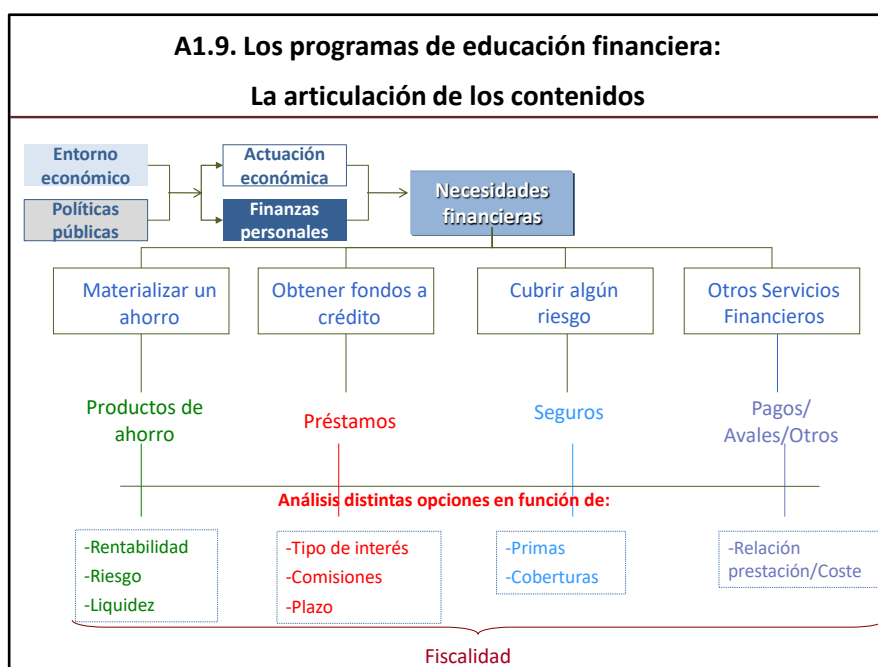 A1.9. Los programas de educación financiera:
La articulación de los contenidos
Entorno
económico
Actuación
económica
Políticas
públicas
Finanzas
personales
Necesidades
financieras
Materializar un
ahorro
Obtener fondos a
crédito
Cubrir algún
riesgo
Otros Servicios
Financieros
Productos de
ahorro
Préstamos
Seguros
Pagos/
Avales/Otros
Análisis distintas opciones en función de:
-Rentabilidad
-Riesgo
-Liquidez
-Tipo de interés
-Comisiones
-Plazo
-Primas
-Coberturas
-Relación
prestación/Coste
Fiscalidad